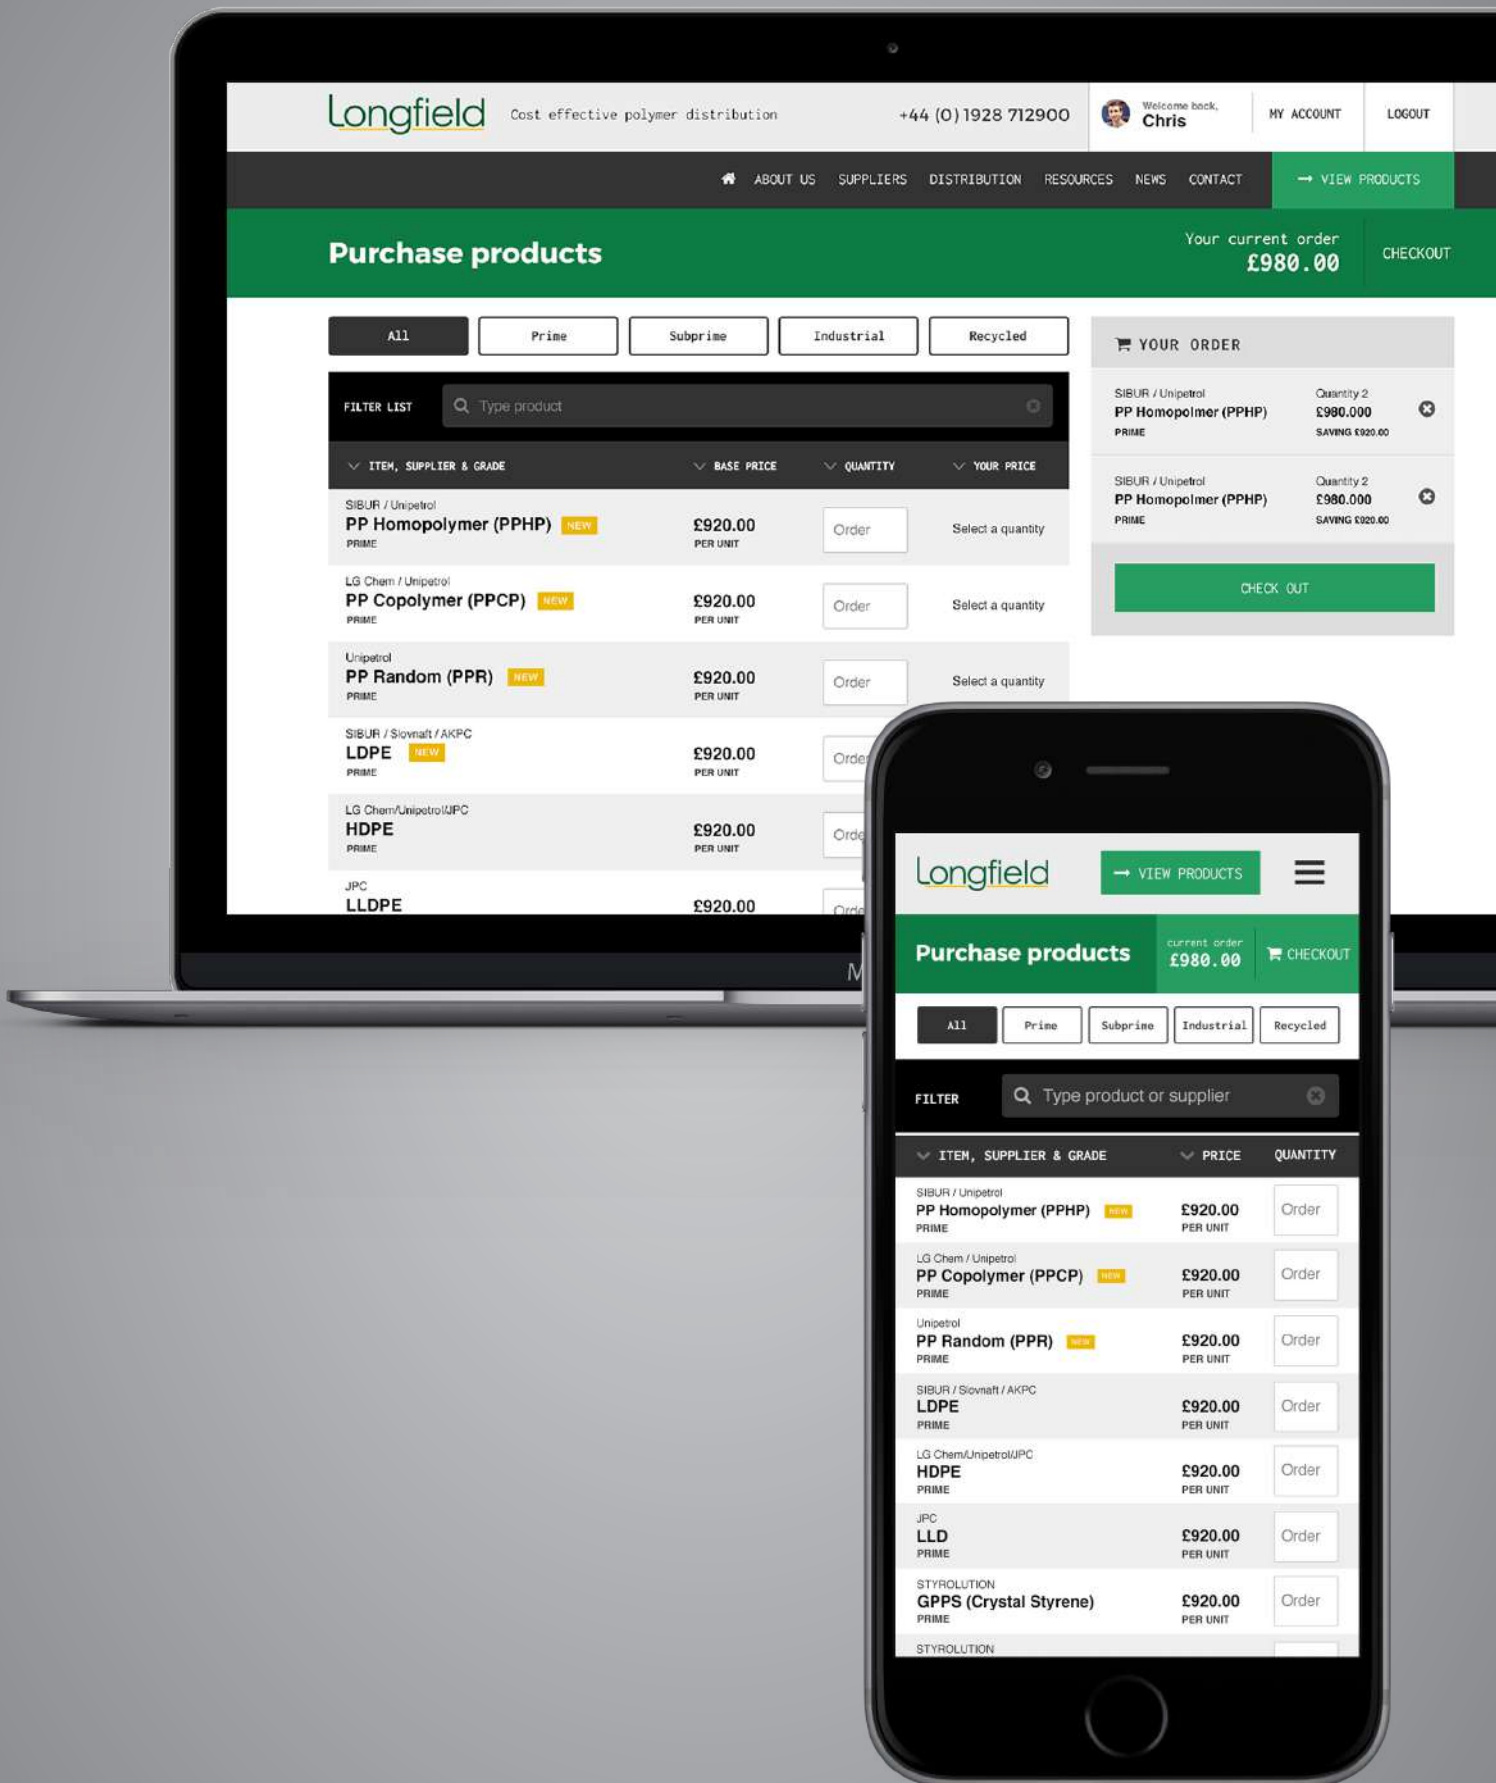 Longfield
Cost effective polymer distribution
+44 (0)1928 712900
Welcome back,
Chris
MY ACCOUNT
LOGOUT
ABOUT US SUPPLIERS DISTRIBUTION RESOURCES NEWS CONTACT → VIEW PRODUCTS
Purchase products
Your current order
£980.00
CHECKOUT
All Prime Subprime Industrial Recycled
FILTER LIST Type product
ITEM, SUPPLIER & GRADE BASE PRICE QUANTITY YOUR PRICE
SIBUR / Unipetrol
PP Homopolymer (PPHP) NEW £920.00 Order Select a quantity
PRIME PER UNIT
LG Chem / Unipetrol
PP Copolymer (PPCP) NEW £920.00 Order Select a quantity
PRIME PER UNIT
Unipetrol
PP Random (PPR) NEW £920.00 Order Select a quantity
PRIME PER UNIT
SIBUR / Slovnaft / AKPC
LDPE NEW £920.00 Order
PRIME PER UNIT
LG Chem/Unipetrol/JPC
HDPE £920.00 Orde
PRIME PER UNIT
JPC
LLDPE £920.00 Orde
YOUR ORDER
SIBUR / Unipetrol Quantity 2
PP Homopolmer (PPHP) £980.000
PRIME SAVING £920.00
SIBUR / Unipetrol Quantity 2
PP Homopolmer (PPHP) £980.000
PRIME SAVING £920.00
CHECK OUT
M
Longfield → VIEW PRODUCTS
Purchase products
current order
£980.00
CHECKOUT
All Prime Subprime Industrial Recycled
FILTER Type product or supplier
ITEM, SUPPLIER & GRADE PRICE QUANTITY
SIBUR / Unipetrol
PP Homopolymer (PPHP) NEW £920.00 Order
PRIME PER UNIT
LG Chem / Unipetrol
PP Copolymer (PPCP) NEW £920.00 Order
PRIME PER UNIT
Unipetrol
PP Random (PPR) NEW £920.00 Order
PRIME PER UNIT
SIBUR / Slovnaft / AKPC
LDPE £920.00 Order
PRIME PER UNIT
LG Chem/Unipetrol/JPC
HDPE £920.00 Order
PRIME PER UNIT
JPC
LLD £920.00 Order
PRIME PER UNIT
STYROLUTION
GPPS (Crystal Styrene) £920.00 Order
PRIME PER UNIT
STYROLUTION